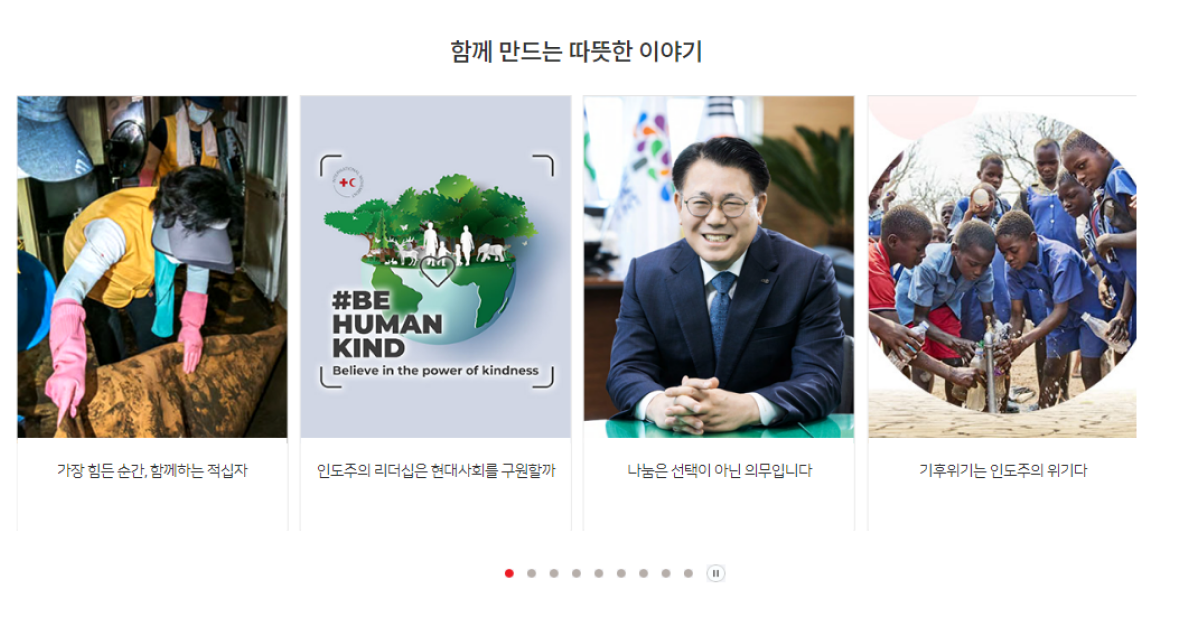 함께 만드는 따뜻한 이야기
#BE
HUMAN
KIND
Believe in the power of kindness
가장 힘든 순간, 함께하는 적십자
인도주의 리더십은 현대사회를 구원할까
나눔은 선택이 아닌 의무입니다
기후위기는 인도주의 위기다